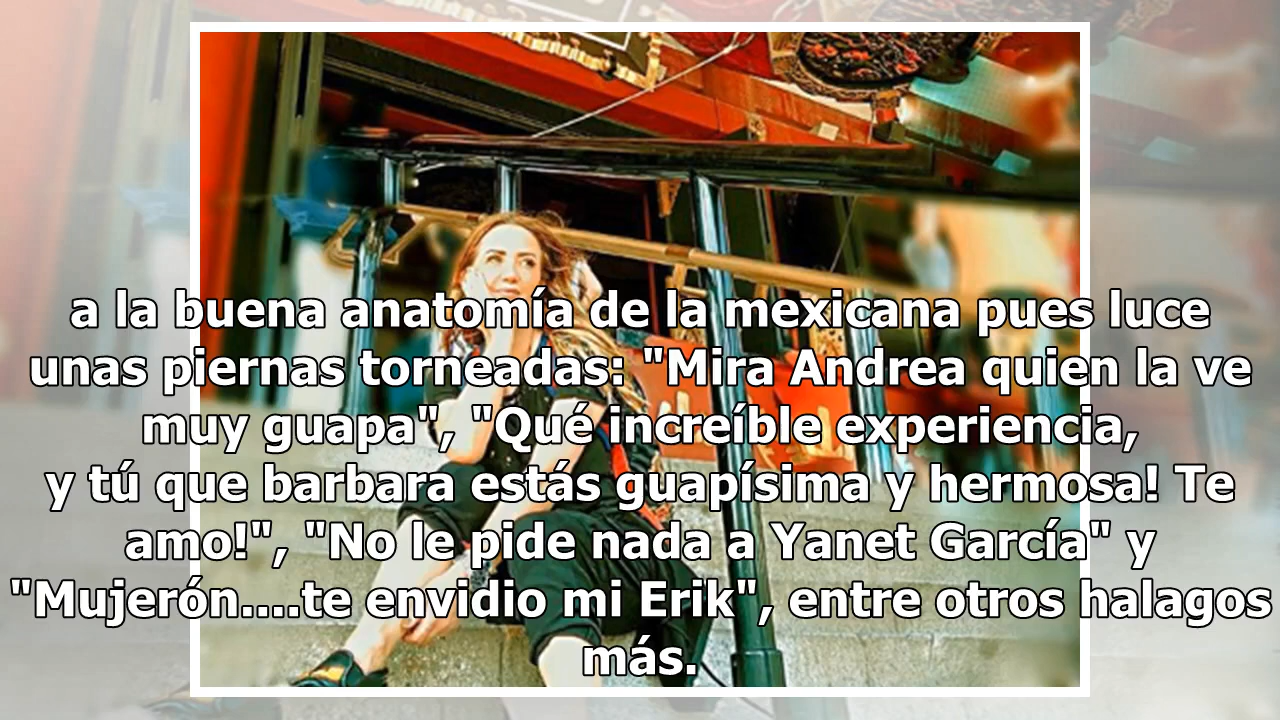 a la buena anatomía de la mexicana pues luce
unas piernas torneadas: "Mira Andrea quien la ve
muy guapa", "Qué increíble experiencia,
y tú que barbara estás guapísima y hermosa! Te
amo!", "No le pide nada a Yanet García" y
"Mujerón....te envidio mi Erik", entre otros halagos
más.